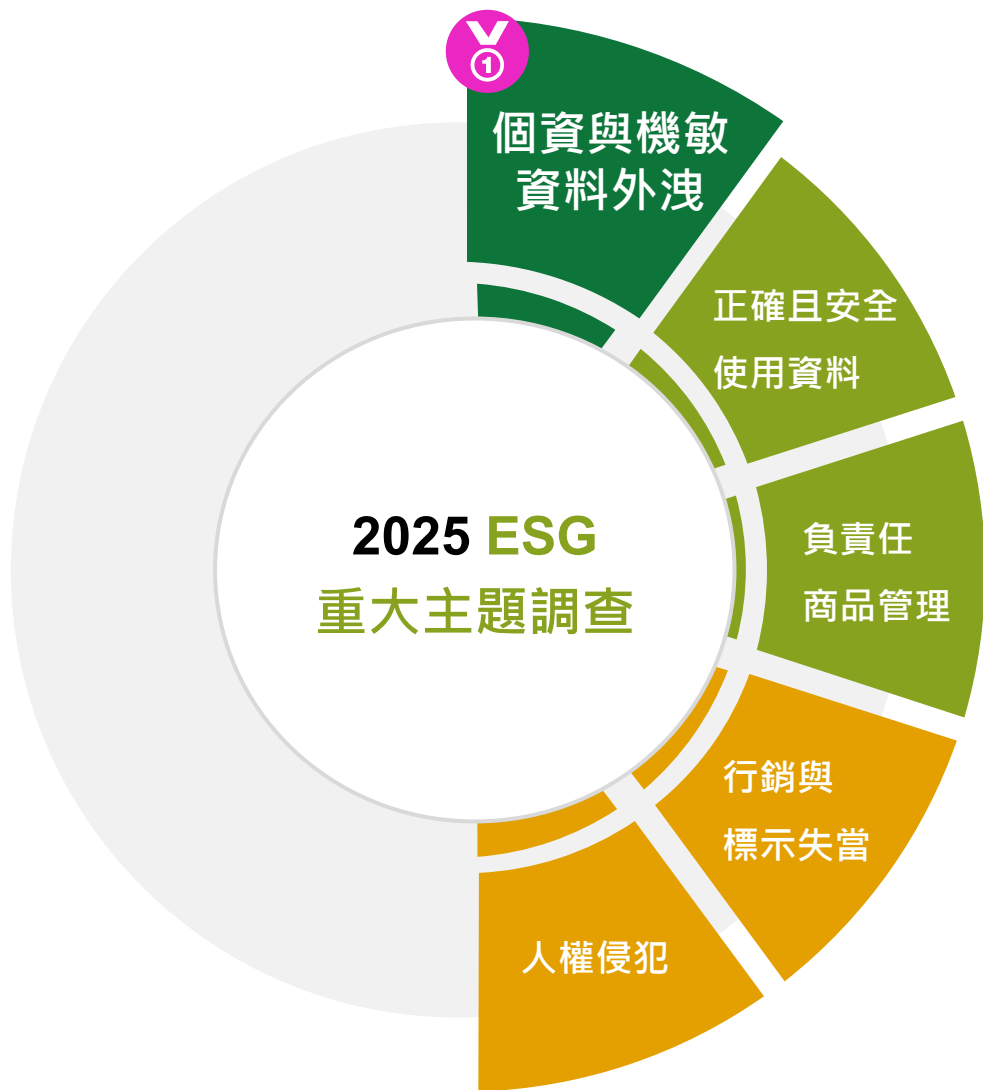 1
個資與機敏
資料外洩
正確且安全
使用資料
2025 ESG
重大主題調查
負責任
商品管理
行銷與
標示失當
人權侵犯